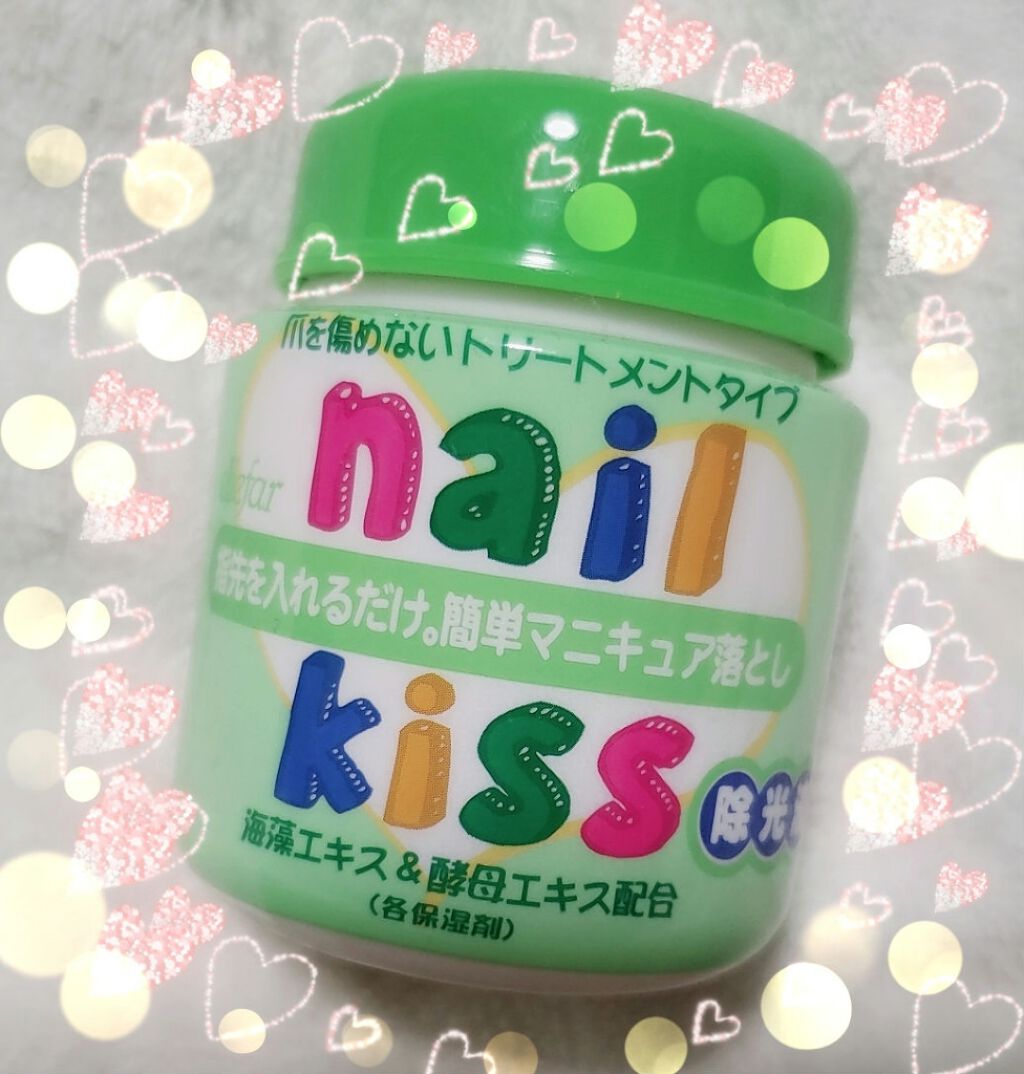 爪を傷めないトリートメントタイプ
nail
指先を入れるだけ。簡単マニキュア落とし
kiss
除光
海藻エキス&酵母エキス配合
(各保湿剤)